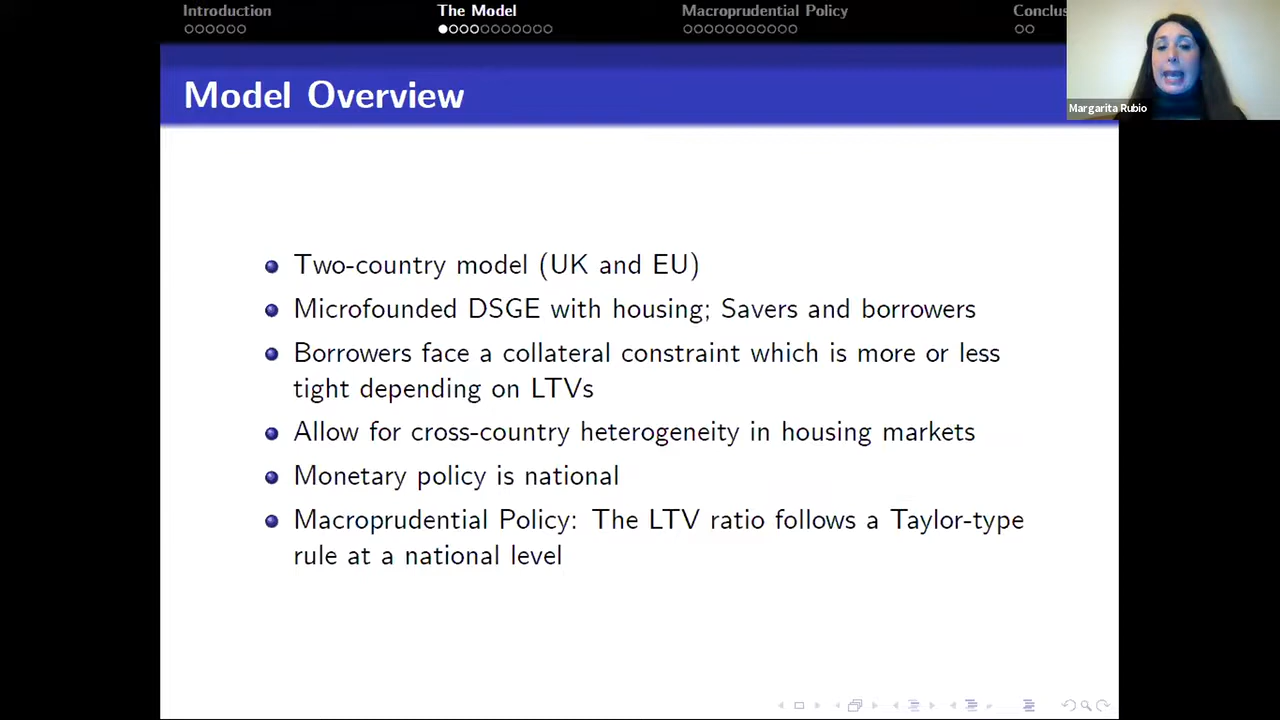 Introduction
The Model
Macroprudential Policy
Conclus
Margarita Rubio
Model Overview
Two-country model (UK and EU)
Microfounded DSGE with housing; Savers and borrowers
Borrowers face a collateral constraint which is more or less
tight depending on LTVs
Allow for cross-country heterogeneity in housing markets
Monetary policy is national
Macroprudential Policy: The LTV ratio follows a Taylor-type
rule at a national level